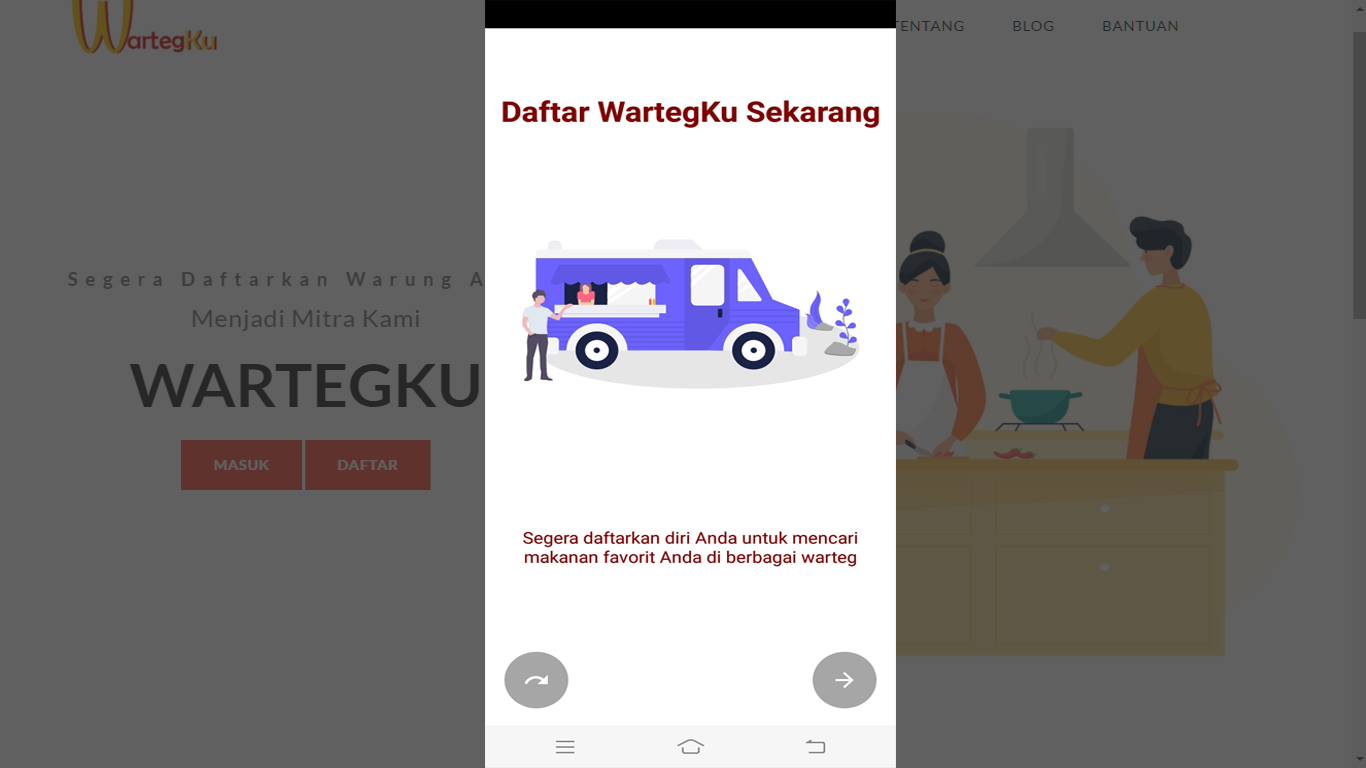 WartegKu
TENTANG
BLOG
BANTUAN
Daftar WartegKu Sekarang
Segera Daftarkan Warung A
Menjadi Mitra Kami
WARTEGKU
MASUK
DAFTAR
Segera daftarkan diri Anda untuk mencari
makanan favorit Anda di berbagai warteg